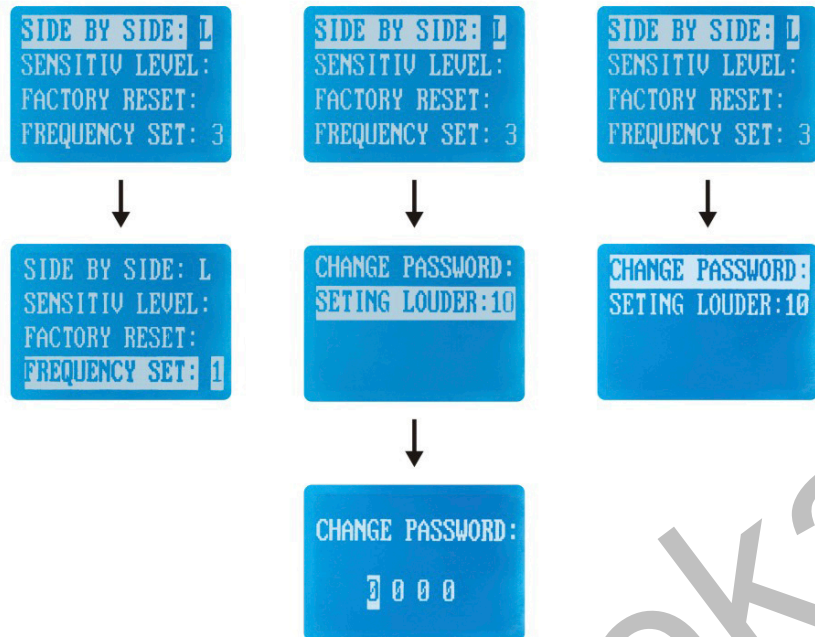 SIDE BY SIDE: L
SENSITIV LEVEL:
FACTORY RESET:
FREQUENCY SET: 3
SIDE BY SIDE: L
SENSITIV LEVEL:
FACTORY RESET:
FREQUENCY SET: 1
SIDE BY SIDE: L
SENSITIV LEVEL:
FACTORY RESET:
FREQUENCY SET: 3
CHANGE PASSWORD:
SETING LOUDER:10
CHANGE PASSWORD:
0 0 0 0
SIDE BY SIDE: L
SENSITIV LEVEL:
FACTORY RESET:
FREQUENCY SET: 3
CHANGE PASSWORD:
SETING LOUDER:10